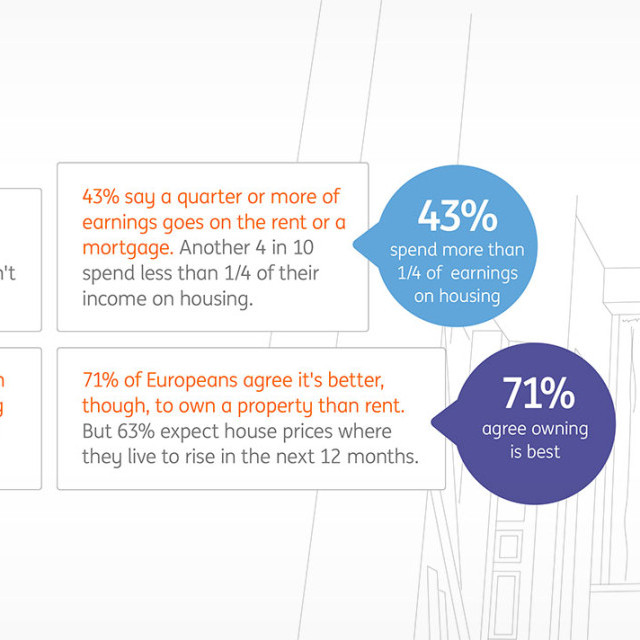 43% say a quarter or more of
earnings goes on the rent or a
mortgage. Another 4 in 10
spend less than 1/4 of their
income on housing.
43%
spend more than
1/4 of earnings
on housing
n't
71% of Europeans agree it's better,
though, to own a property than rent.
But 63% expect house prices where
they live to rise in the next 12 months.
71%
agree owning
is best